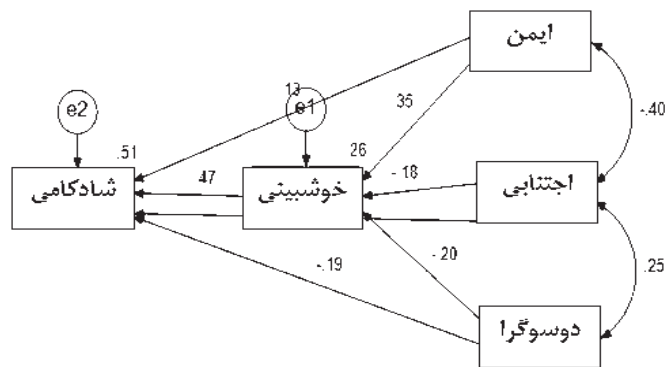 ایمن
13
e2
e1
35
-.40
.51
26
شادکامی
47
خوشبینی
-.18
اجتنابی
-.19
-.20
.25
دوسوگرا